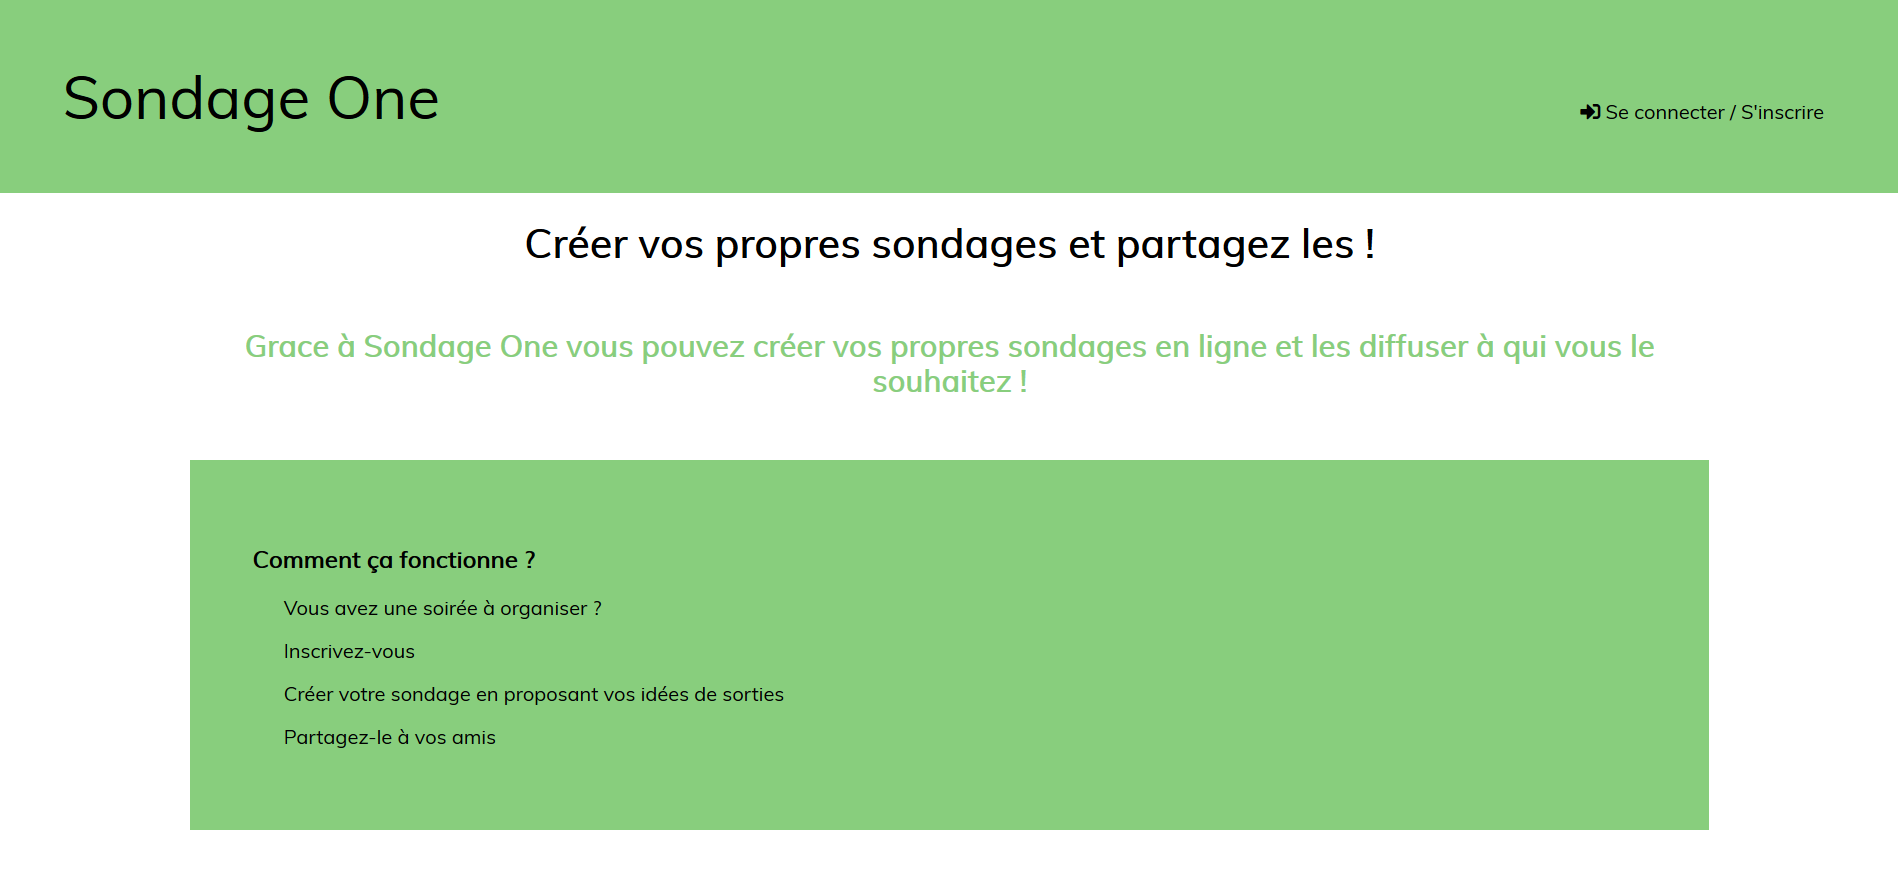 Sondage One
Se connecter / S'inscrire
Créer vos propres sondages et partagez les !
Grace à Sondage One vous pouvez créer vos propres sondages en ligne et les diffuser à qui vous le
souhaitez !
Comment ça fonctionne ?
Vous avez une soirée à organiser ?
Inscrivez-vous
Créer votre sondage en proposant vos idées de sorties
Partagez-le à vos amis